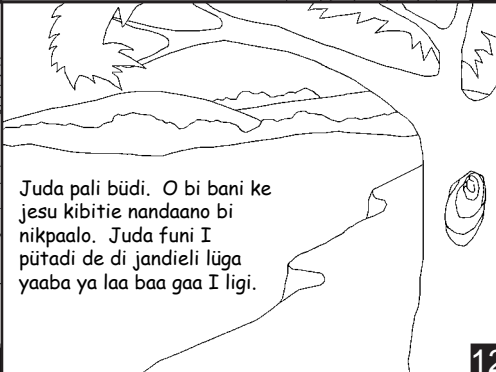 Juda pali büdi. O bi bani ke
jesu kibitie nandaano bi
nikpaalo. Juda funi I
pütadi de di jandieli lüga
yaaba ya laa baa gaa I ligi.
12